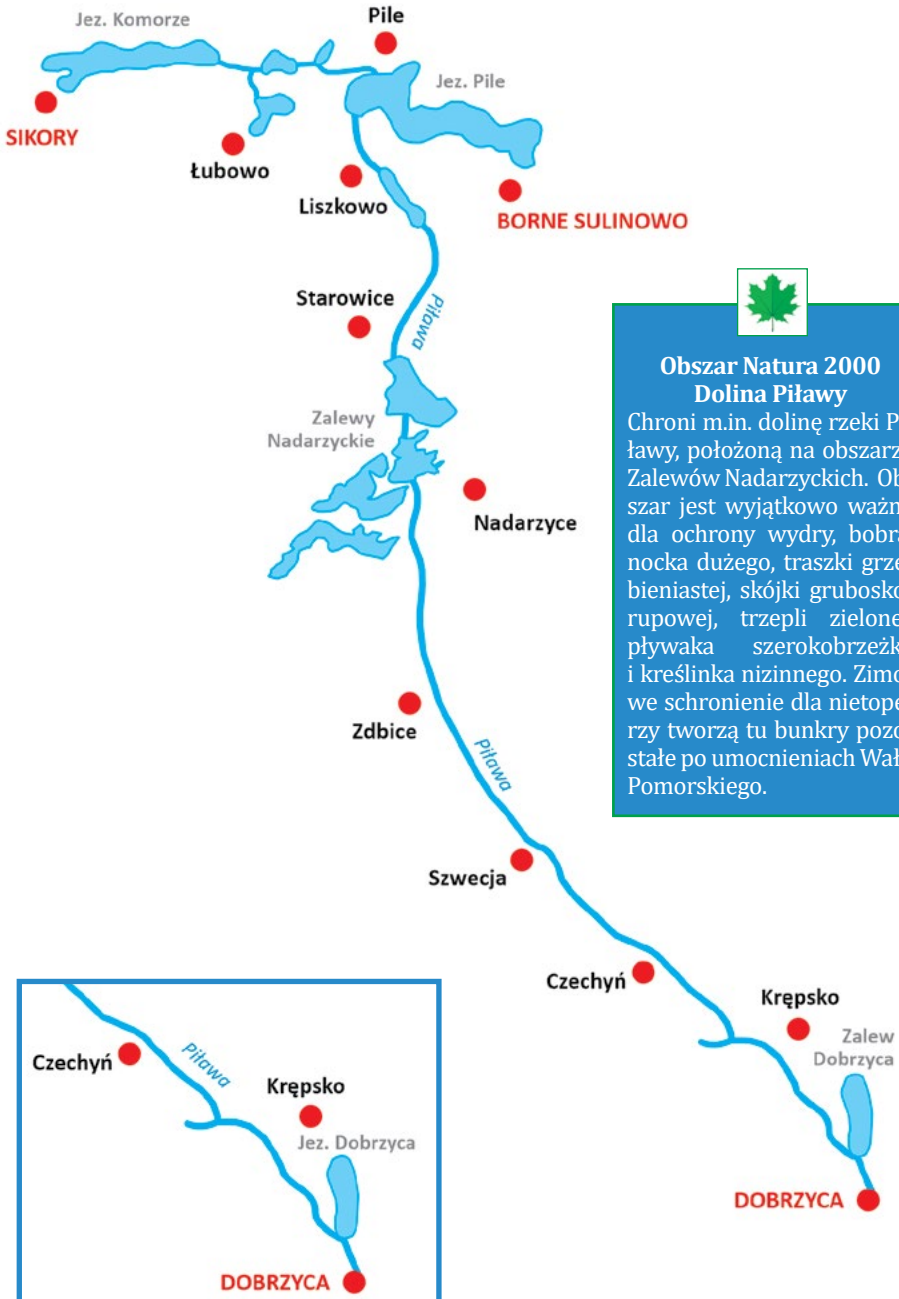 Jez. Komorze
Pile
Jez. Pile
SIKORY
Łubowo
Liszkowo
BORNE SULINOWO
Starowice
Piława
Zalewy
Nadarzyckie
Nadarzyce
Obszar Natura 2000
Dolina Piławy
Chroni m.in. dolinę rzeki P
ławy, położoną na obszarz
Zalewów Nadarzyckich. Ob
szar jest wyjątkowo ważn
dla ochrony wydry, bobra
nocka dużego, traszki grze
bieniastej, skójki grubosko
rupowej, trzepli zielone
pływaka szerokobrzeżk
i kreślinka nizinnego. Zimo
we schronienie dla nietope
rzy tworzą tu bunkry pozo
stałe po umocnieniach Wał
Pomorskiego.
Zdbice
Piława
Szwecja
Czechyń
Krępsko
Zalew
Dobrzyca
DOBRZYCA
Czechyń
Piława
Krępsko
Jez. Dobrzyca
DOBRZYCA